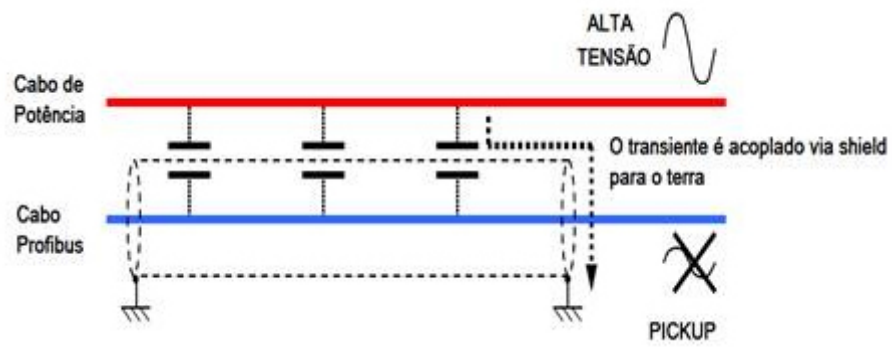 ALTA
TENSÃO
Cabo de
Potência
O transiente é acoplado via shield
para o terra
Cabo
Profibus
PICKUP